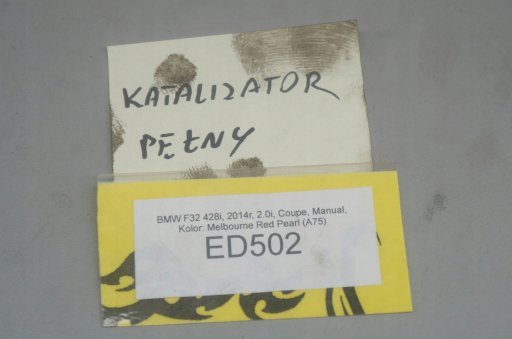 KATALIZATOR
PEŁNY
BMW F32 428i, 2014r, 2.0i, Coupe, Manual,
Kolor: Melbourne Red Pearl (A75)
ED502